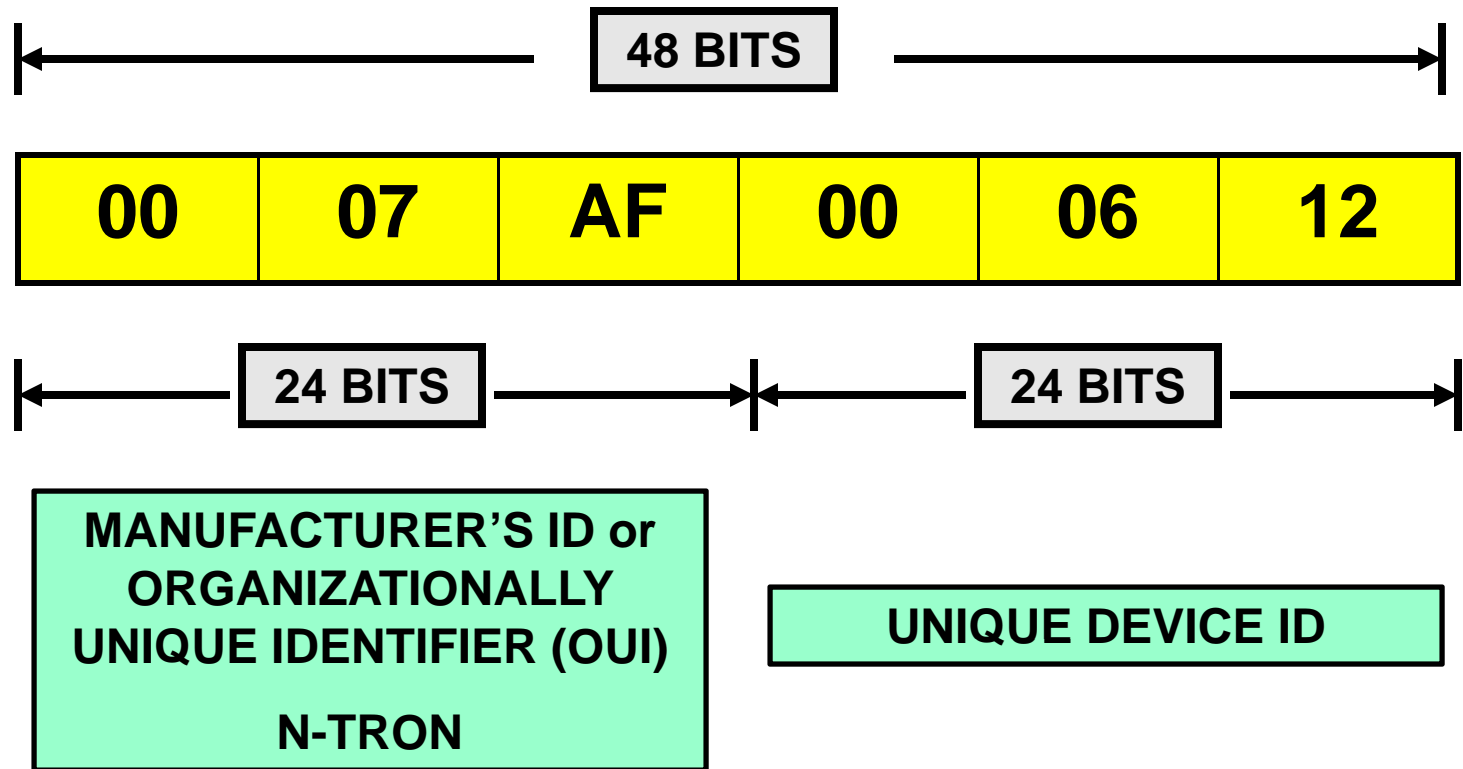 48 BITS
00 07 AF 00 06 12
24 BITS 24 BITS
MANUFACTURER’S ID or
ORGANIZATIONALLY
UNIQUE IDENTIFIER (OUI)
N-TRON
UNIQUE DEVICE ID